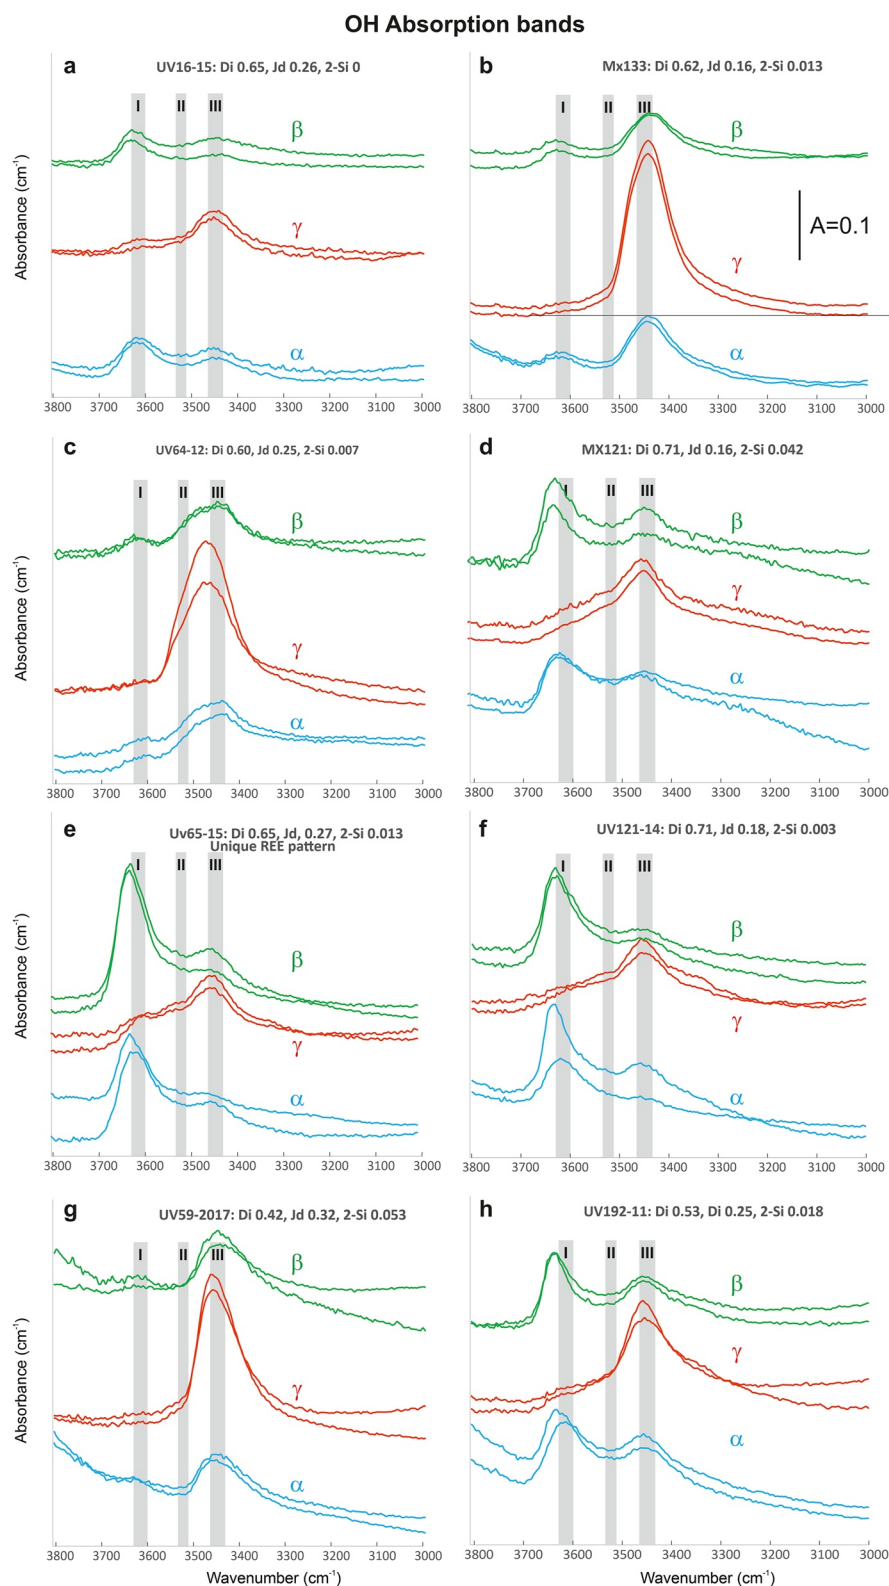 OH Absorption bands
a
UV16-15: Di 0.65, Jd 0.26, 2-Si 0
I II III
β
γ
α
Absorbance (cm⁻¹)
3800 3700 3600 3500 3400 3300 3200 3100 3000
b
Mx133: Di 0.62, Jd 0.16, 2-Si 0.013
I II III
β
A=0.1
γ
α
3800 3700 3600 3500 3400 3300 3200 3100 3000
c
UV64-12: Di 0.60, Jd 0.25, 2-Si 0.007
I II III
β
γ
α
Absorbance (cm⁻¹)
3800 3700 3600 3500 3400 3300 3200 3100 3000
d
MX121: Di 0.71, Jd 0.16, 2-Si 0.042
I II III
β
γ
α
3800 3700 3600 3500 3400 3300 3200 3100 3000
e
Uv65-15: Di 0.65, Jd, 0.27, 2-Si 0.013
Unique REE pattern
I II III
β
γ
α
Absorbance (cm⁻¹)
3800 3700 3600 3500 3400 3300 3200 3100 3000
f
UV121-14: Di 0.71, Jd 0.18, 2-Si 0.003
I II III
β
γ
α
3800 3700 3600 3500 3400 3300 3200 3100 3000
g
UV59-2017: Di 0.42, Jd 0.32, 2-Si 0.053
I II III
β
γ
α
Absorbance (cm⁻¹)
3800 3700 3600 3500 3400 3300 3200 3100 3000
Wavenumber (cm⁻¹)
h
UV192-11: Di 0.53, Di 0.25, 2-Si 0.018
I II III
β
γ
α
3800 3700 3600 3500 3400 3300 3200 3100 3000
Wavenumber (cm⁻¹)